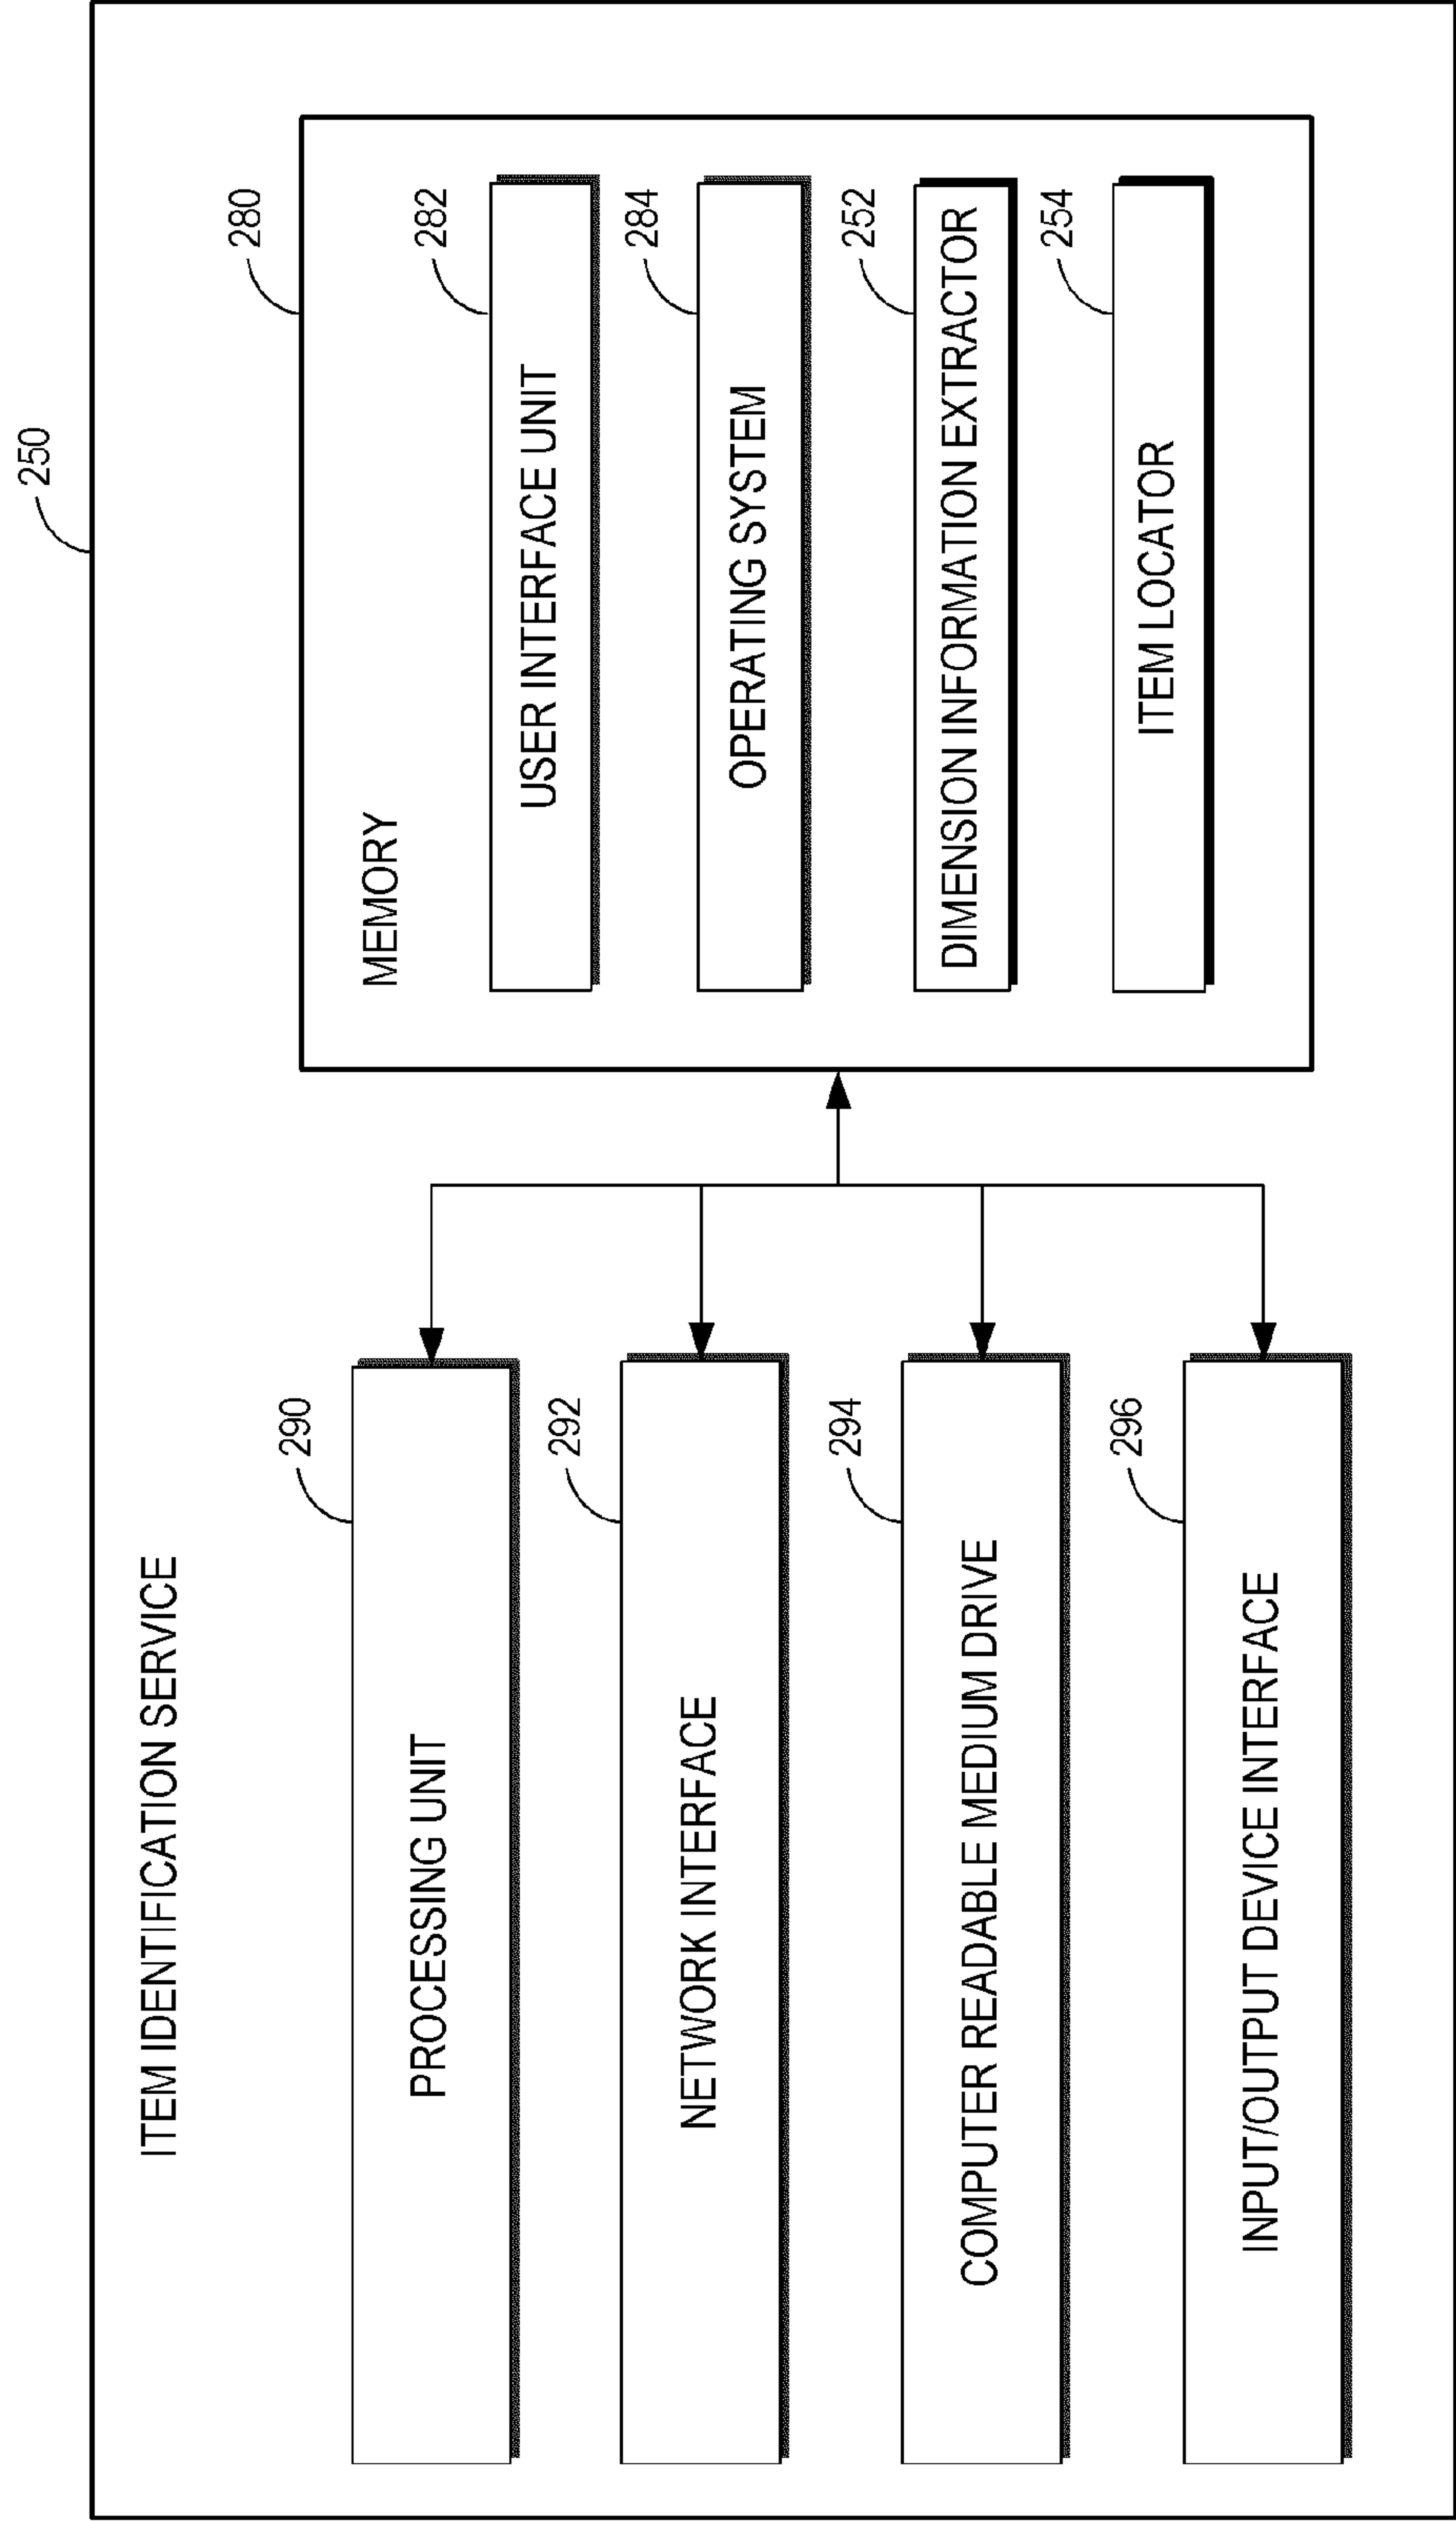 250
ITEM IDENTIFICATION SERVICE
290
PROCESSING UNIT
292
NETWORK INTERFACE
294
COMPUTER READABLE MEDIUM DRIVE
296
INPUT/OUTPUT DEVICE INTERFACE
280
MEMORY
282
USER INTERFACE UNIT
284
OPERATING SYSTEM
252
DIMENSION INFORMATION EXTRACTOR
254
ITEM LOCATOR